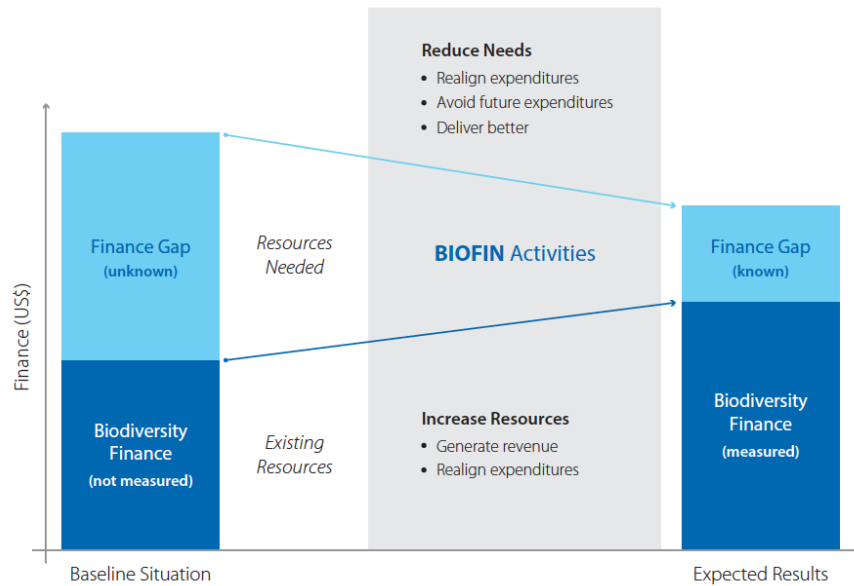 Finance (US$)
Finance Gap
(unknown)
Biodiversity
Finance
(not measured)
Baseline Situation
Resources
Needed
Existing
Resources
Reduce Needs
• Realign expenditures
• Avoid future expenditures
• Deliver better
BIOFIN Activities
Increase Resources
• Generate revenue
• Realign expenditures
Finance Gap
(known)
Biodiversity
Finance
(measured)
Expected Results